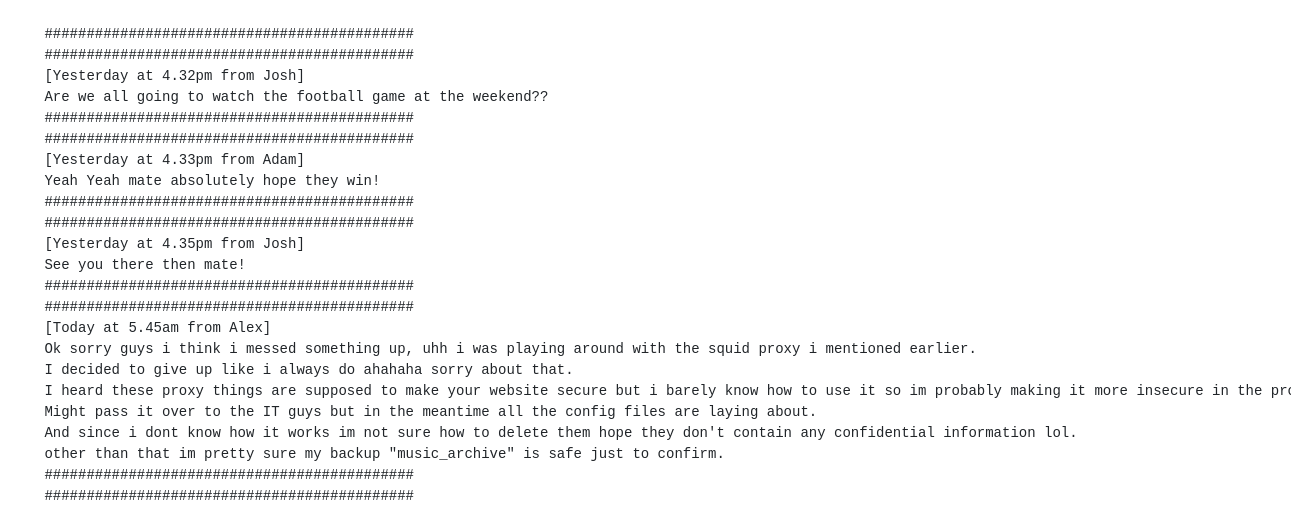 ############################################
############################################
[Yesterday at 4.32pm from Josh]
Are we all going to watch the football game at the weekend??
############################################
############################################
[Yesterday at 4.33pm from Adam]
Yeah Yeah mate absolutely hope they win!
############################################
############################################
[Yesterday at 4.35pm from Josh]
See you there then mate!
############################################
############################################
[Today at 5.45am from Alex]
Ok sorry guys i think i messed something up, uhh i was playing around with the squid proxy i mentioned earlier.
I decided to give up like i always do ahahaha sorry about that.
I heard these proxy things are supposed to make your website secure but i barely know how to use it so im probably making it more insecure in the
Might pass it over to the IT guys but in the meantime all the config files are laying about.
And since i dont know how it works im not sure how to delete them hope they don't contain any confidential information lol.
other than that im pretty sure my backup "music_archive" is safe just to confirm.
############################################
############################################